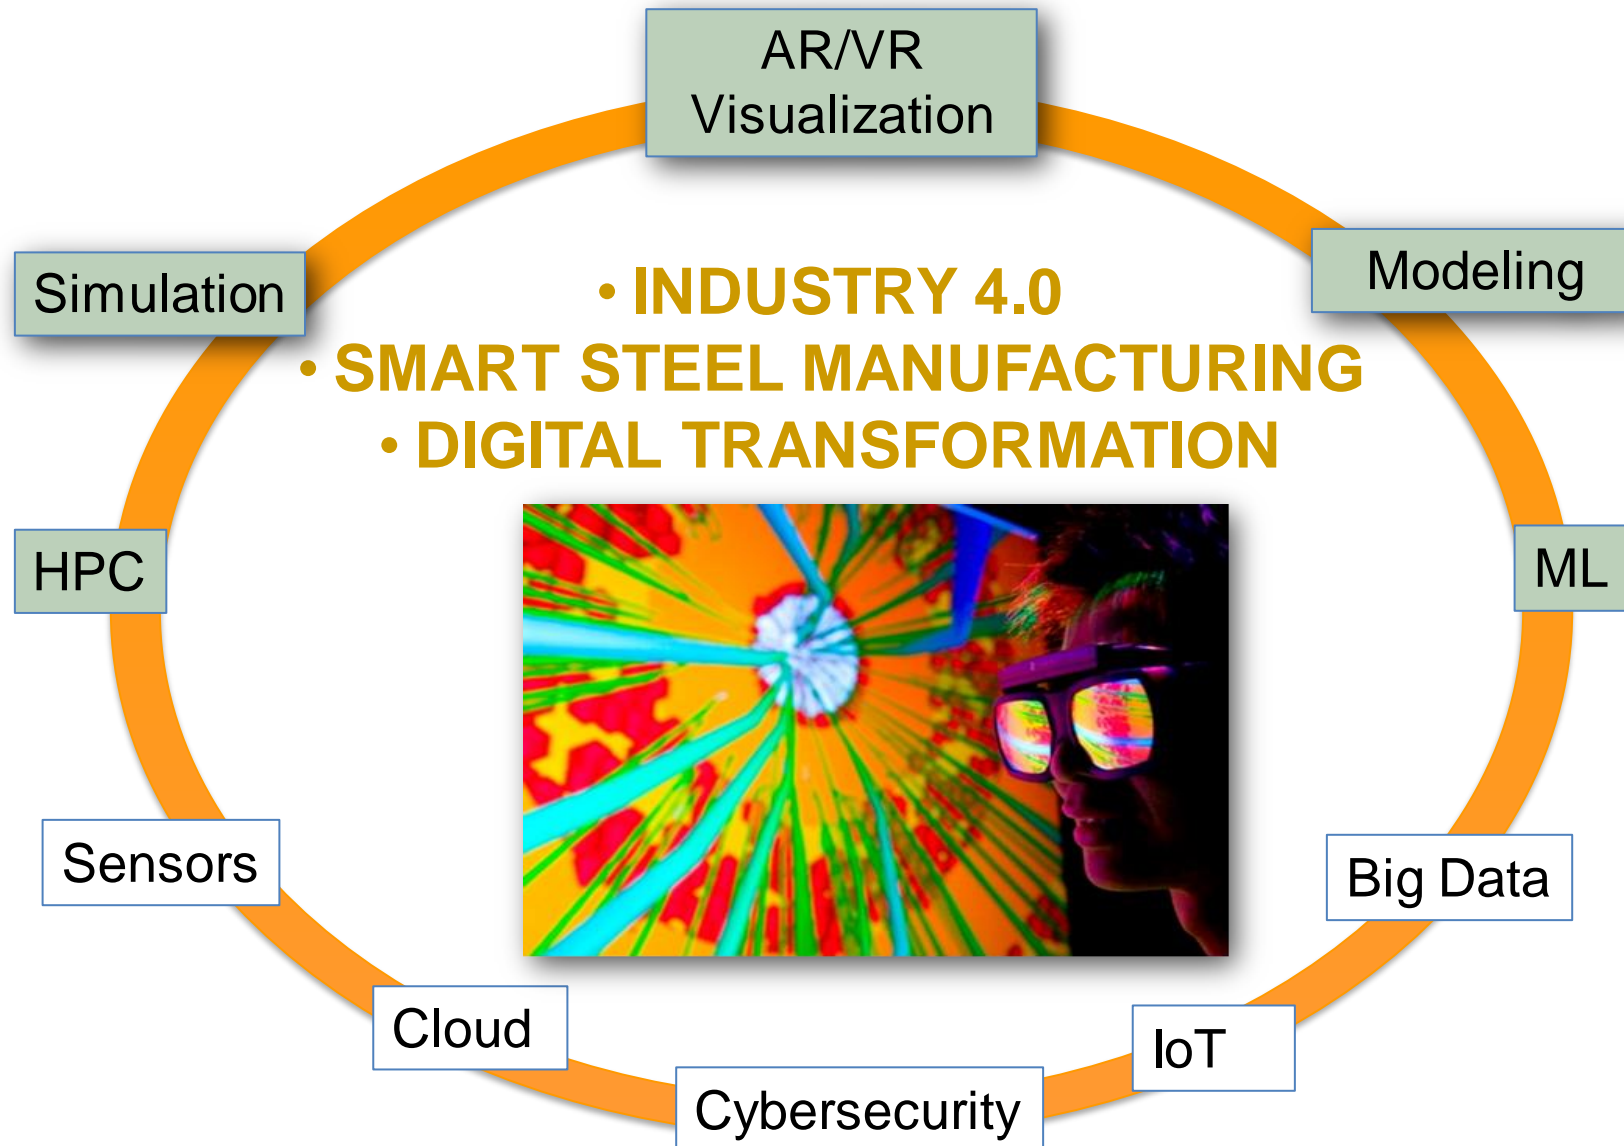 AR/VR
Visualization
Simulation
Modeling
• INDUSTRY 4.0
• SMART STEEL MANUFACTURING
• DIGITAL TRANSFORMATION
HPC
ML
Sensors
Big Data
Cloud
IoT
Cybersecurity